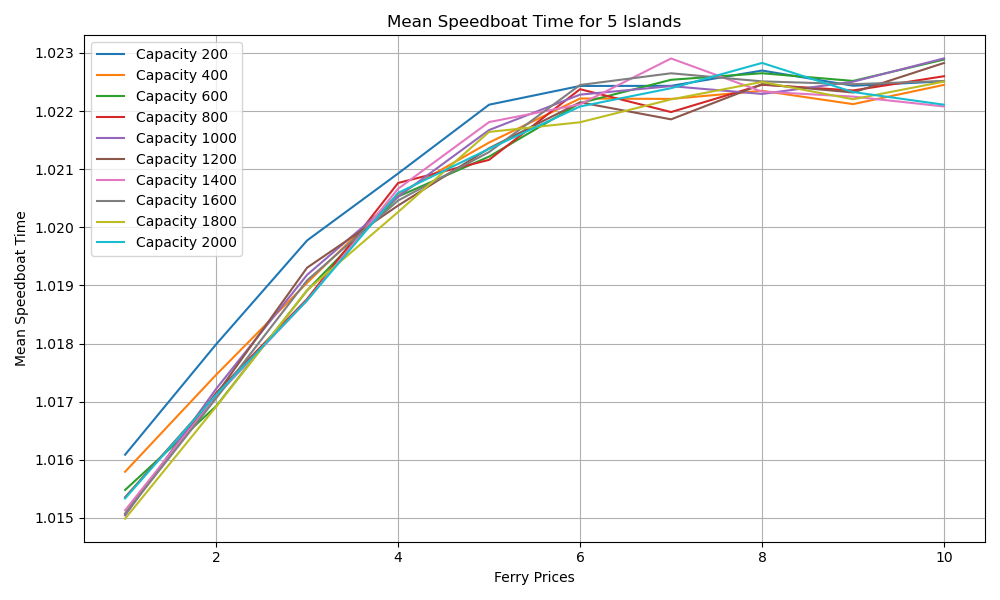 Mean Speedboat Time for 5 Islands
1.023
1.022
1.021
1.020
1.019
1.018
1.017
1.016
1.015
Mean Speedboat Time
Capacity 200
Capacity 400
Capacity 600
Capacity 800
Capacity 1000
Capacity 1200
Capacity 1400
Capacity 1600
Capacity 1800
Capacity 2000
2 4 6 8 10
Ferry Prices